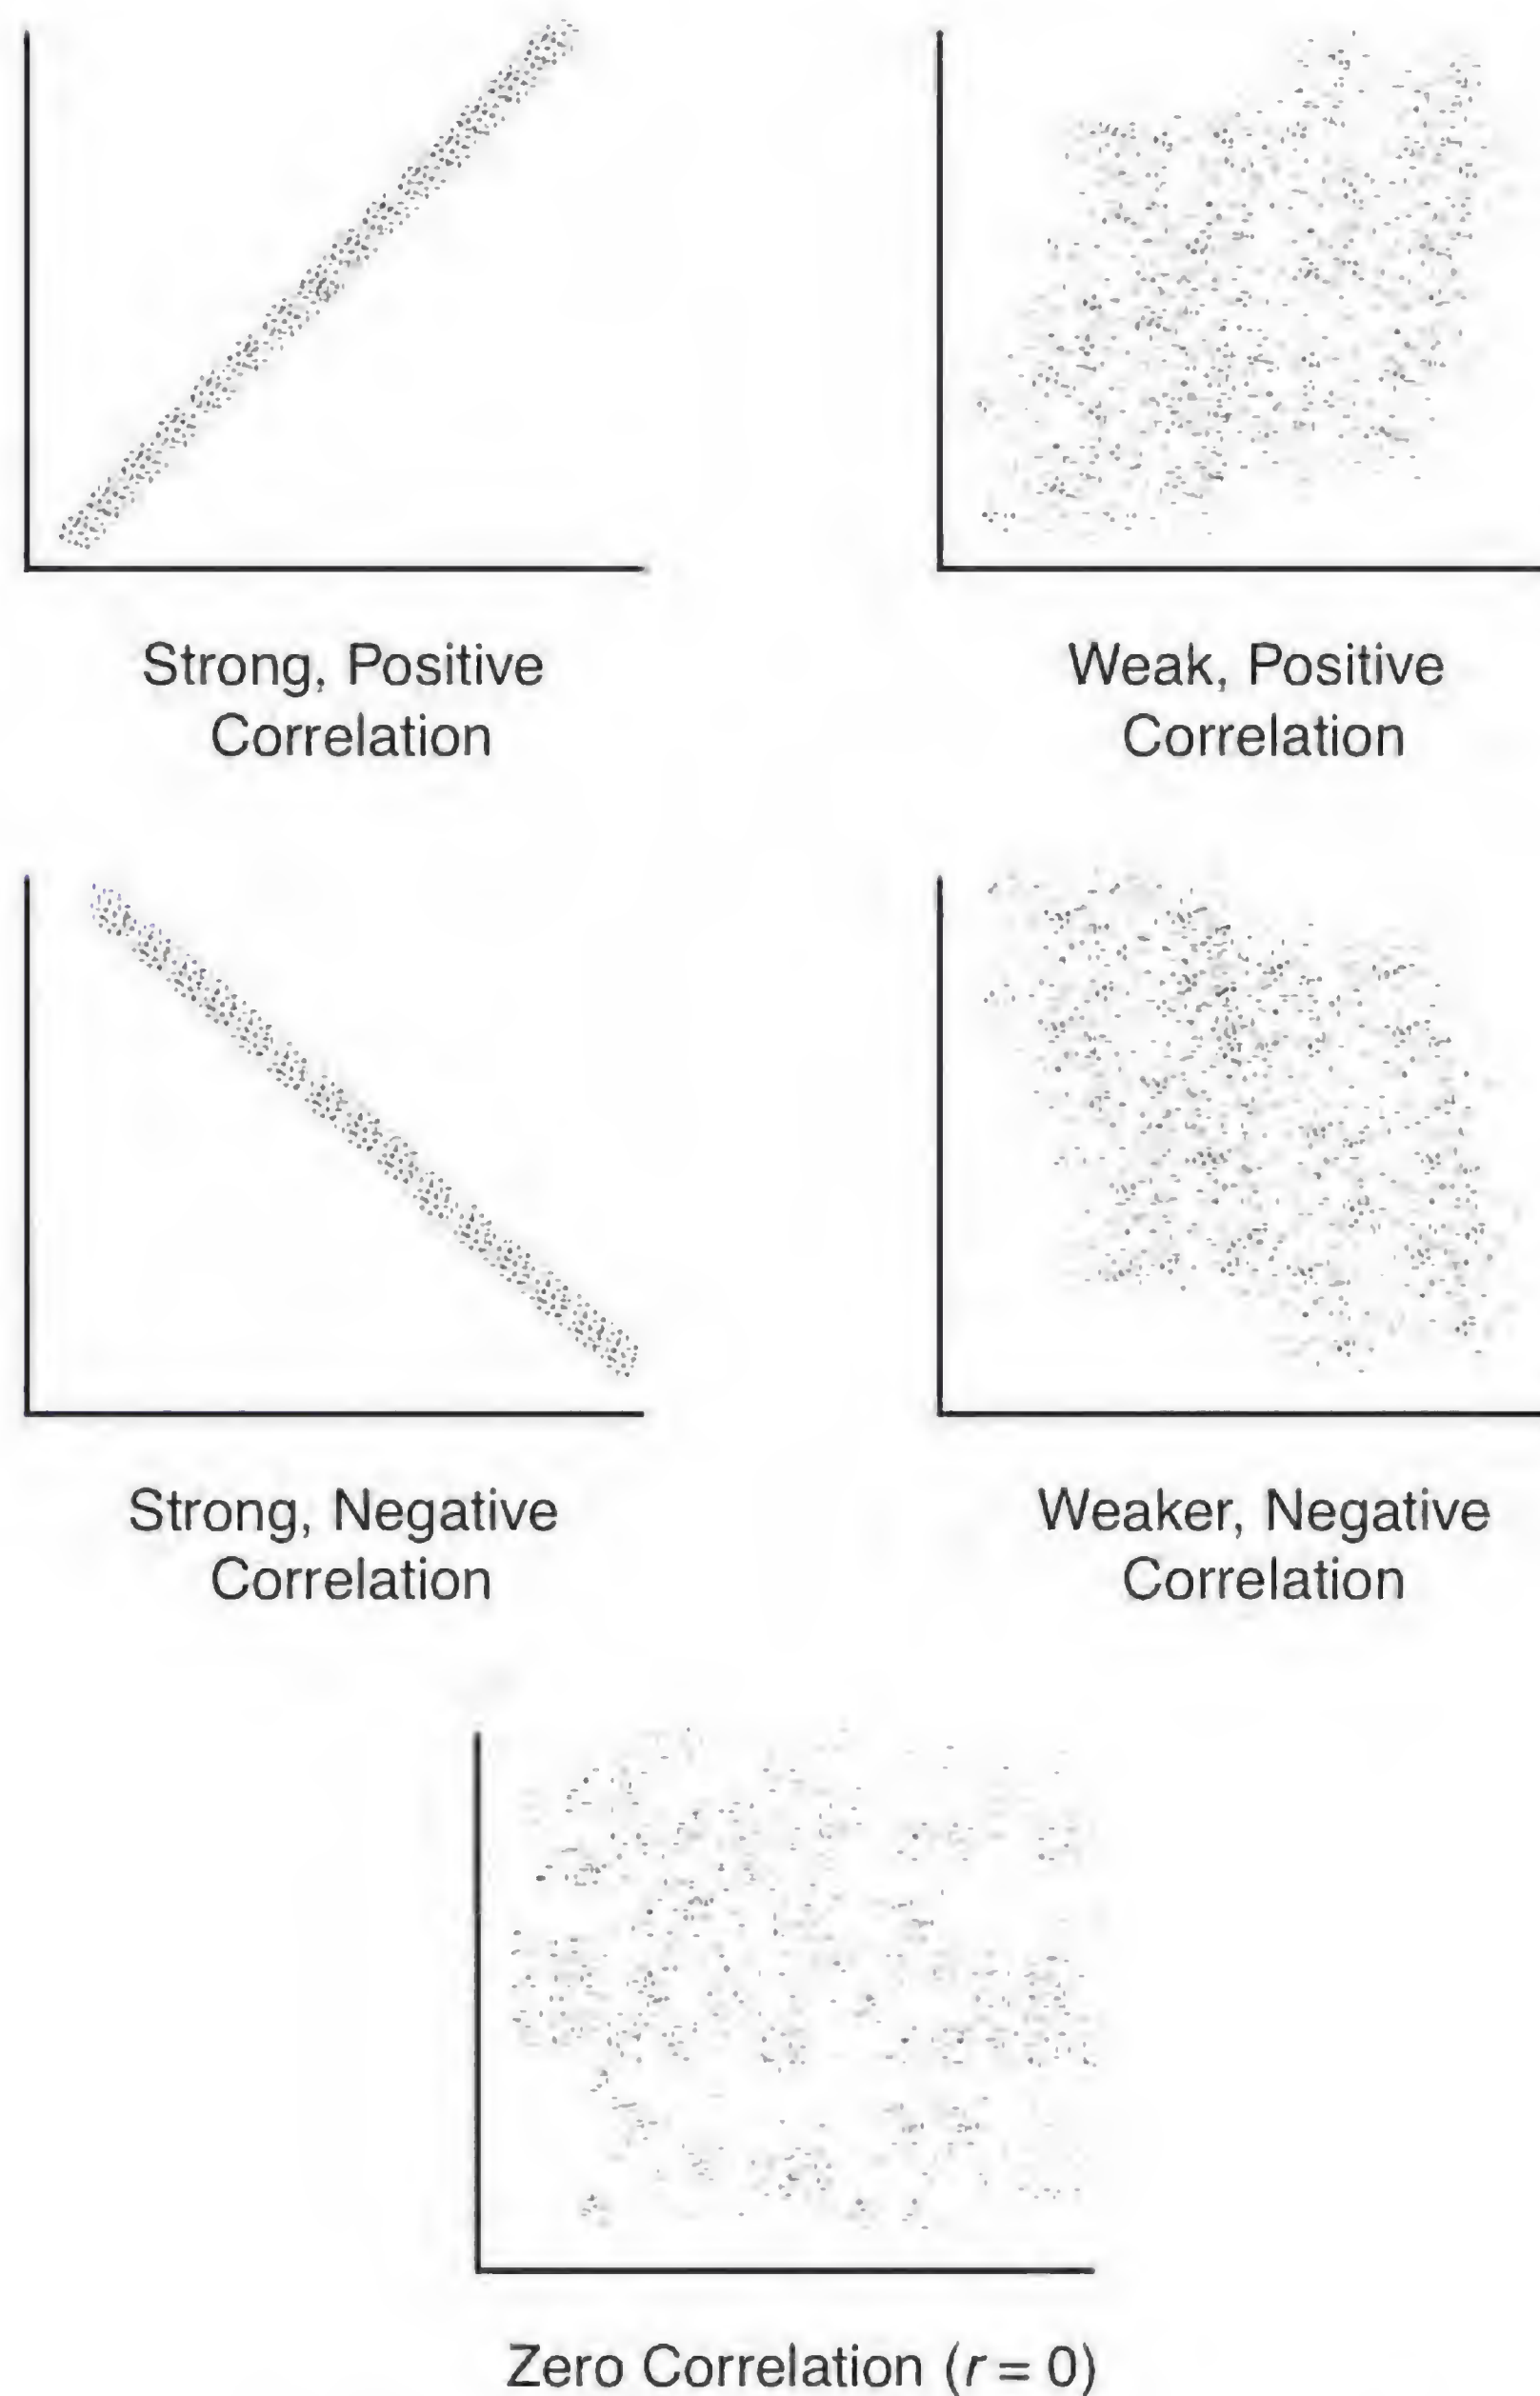 Strong, Positive
Correlation
Weak, Positive
Correlation
Strong, Negative
Correlation
Weaker, Negative
Correlation
Zero Correlation (r = 0)